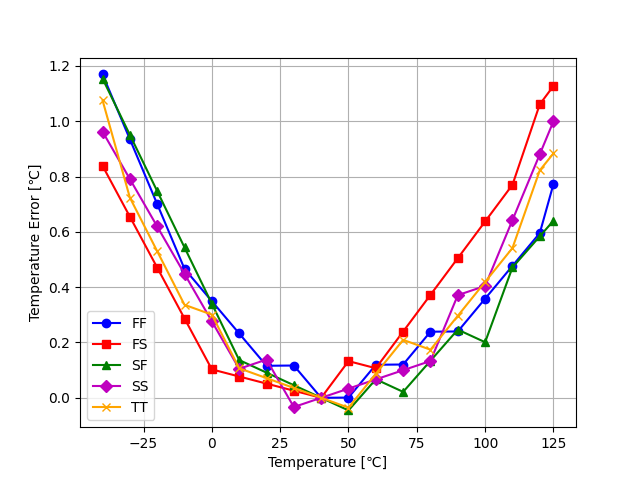 1.2
1.0
0.8
0.6
0.4
0.2
0.0
Temperature Error [℃]
FF
FS
SF
SS
TT
−25 0 25 50 75 100 125
Temperature [℃]